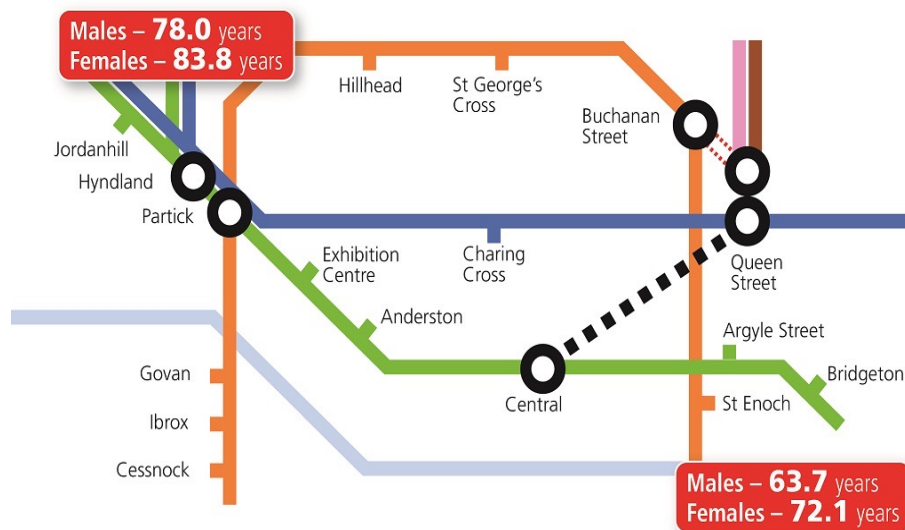 Males – 78.0 years
Females – 83.8 years
Hillhead
St George's
Cross
Buchanan
Street
Jordanhill
Hyndland
Partick
Exhibition
Centre
Charing
Cross
Queen
Street
Anderston
Argyle Street
Govan
Central
St Enoch
Bridgeton
Ibrox
Cessnock
Males – 63.7 years
Females – 72.1 years